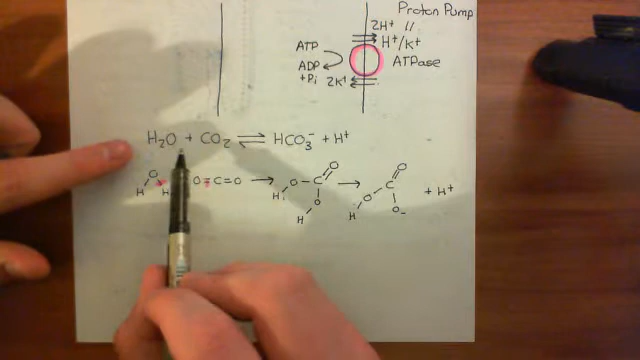 Proton Pump
2H⁺
H⁺/K⁺
ATPase
ATP
ADP
+Pi
2K⁺
H₂O + CO₂ ⇌ HCO₃⁻ + H⁺
O
H H
O=C=O
O
O C
H O
H
O
O C
H O⁻
+ H⁺